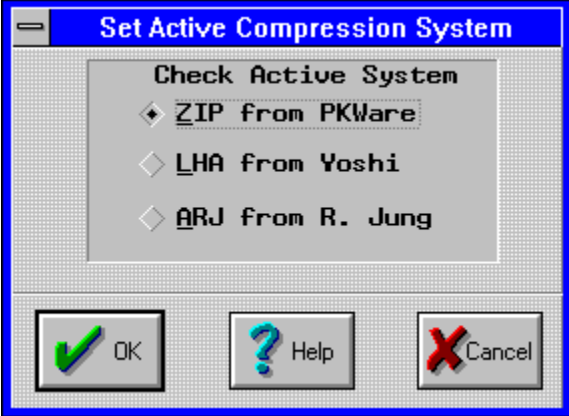 Set Active Compression System
Check Active System
ZIP from PKWare
LHA from Yoshi
ARJ from R. Jung
OK
Help
Cancel